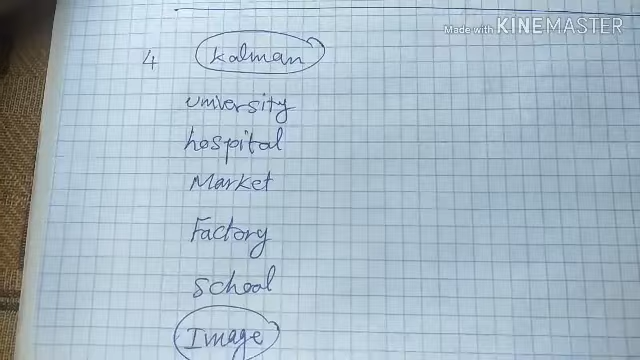 Made with KINEMASTER
4 Kalman
university
hospital
Market
Factory
School
Image